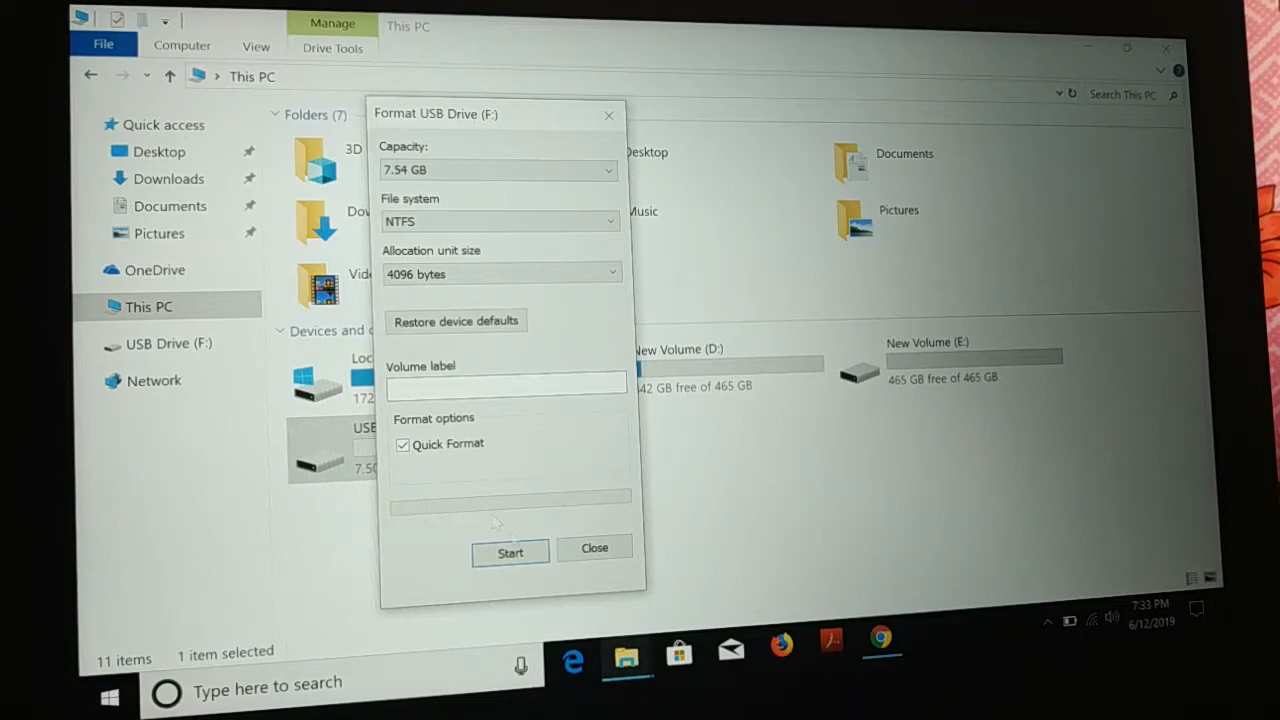 Manage
This PC
File
Computer
View
Drive Tools
This PC
Search This PC
Quick access
Desktop
Downloads
Documents
Pictures
OneDrive
This PC
USB Drive (F:)
Network
Folders (7)
3D
Desktop
Documents
Music
Pictures
Format USB Drive (F:)
Capacity:
7.54 GB
File system
NTFS
Allocation unit size
4096 bytes
Restore device defaults
Volume label
Format options
Quick Format
Start
Close
Devices and
New Volume (D:)
GB free of 465 GB
New Volume (E:)
465 GB free of 465 GB
172
USB
11 items
1 item selected
Type here to search
7:33 PM
6/12/2019